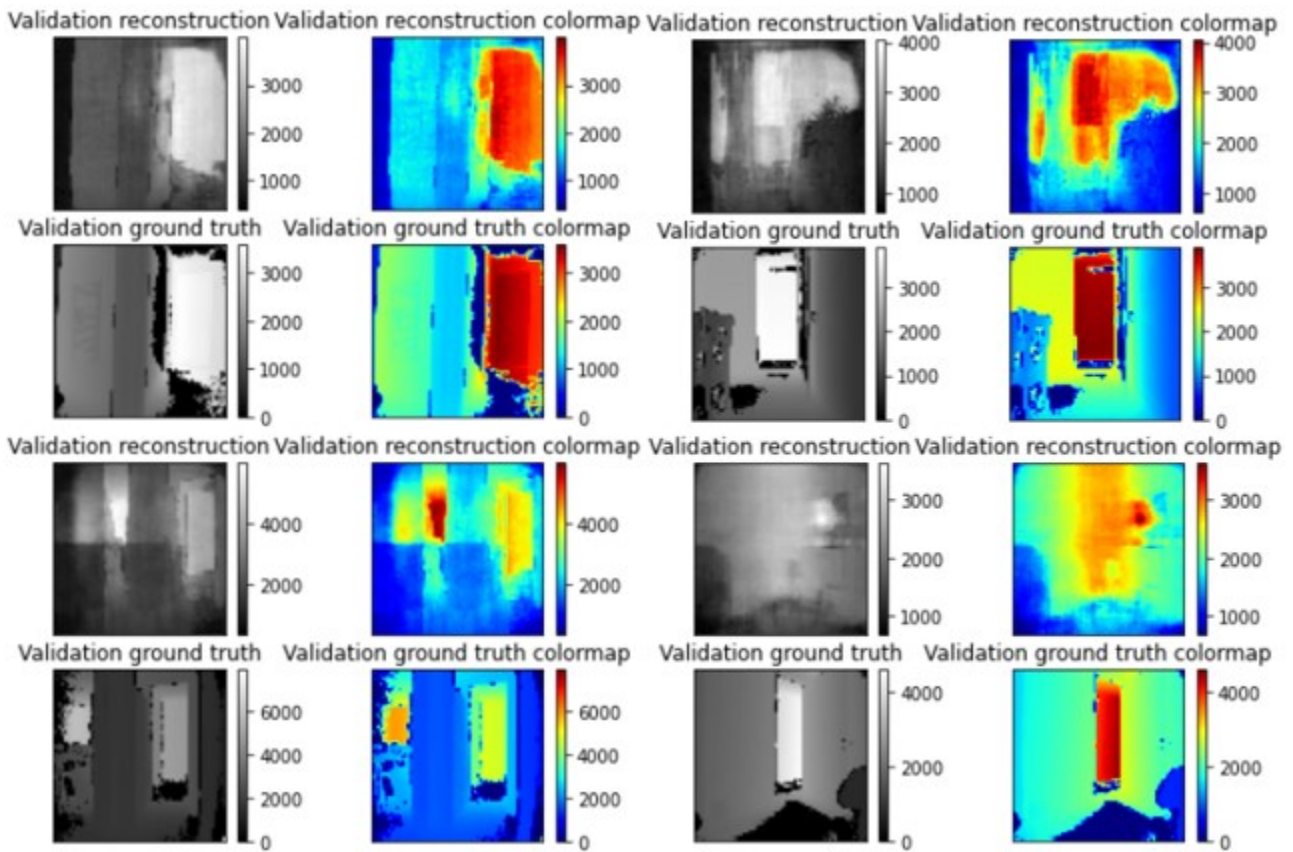 Validation reconstruction Validation reconstruction colormap Validation reconstruction Validation reconstruction colormap
3000 3000 4000 4000
2000 2000 3000 3000
1000 1000 2000 2000
1000 1000
Validation ground truth Validation ground truth colormap Validation ground truth Validation ground truth colormap
3000 3000 3000 3000
2000 2000 2000 2000
1000 1000 1000 1000
0 0 0 0
Validation reconstruction Validation reconstruction colormap Validation reconstruction Validation reconstruction colormap
4000 4000 3000 3000
2000 2000 2000 2000
1000 1000
Validation ground truth Validation ground truth colormap Validation ground truth Validation ground truth colormap
6000 6000 4000 4000
4000 4000 2000 2000
2000 2000 0 0
0 0